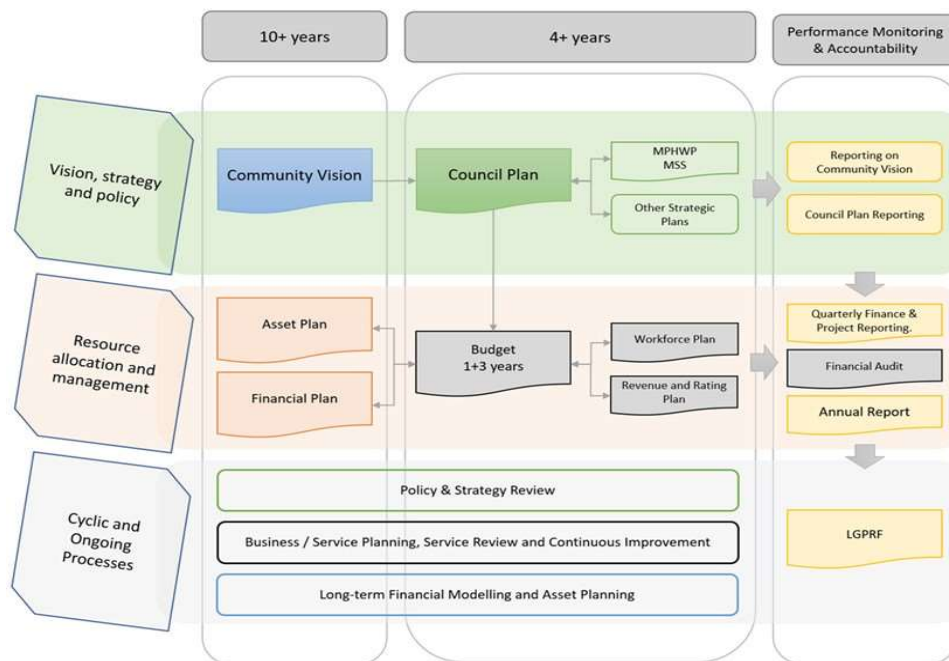 10+ years
4+ years
Performance Monitoring
& Accountability
Vision, strategy
and policy
Community Vision
Council Plan
MPHWP
MSS
Other Strategic
Plans
Reporting on
Community Vision
Council Plan Reporting
Resource
allocation and
management
Asset Plan
Financial Plan
Budget
1+3 years
Workforce Plan
Revenue and Rating
Plan
Quarterly Finance &
Project Reporting.
Financial Audit
Annual Report
Cyclic and
Ongoing
Processes
Policy & Strategy Review
Business / Service Planning, Service Review and Continuous Improvement
Long-term Financial Modelling and Asset Planning
LGPRF